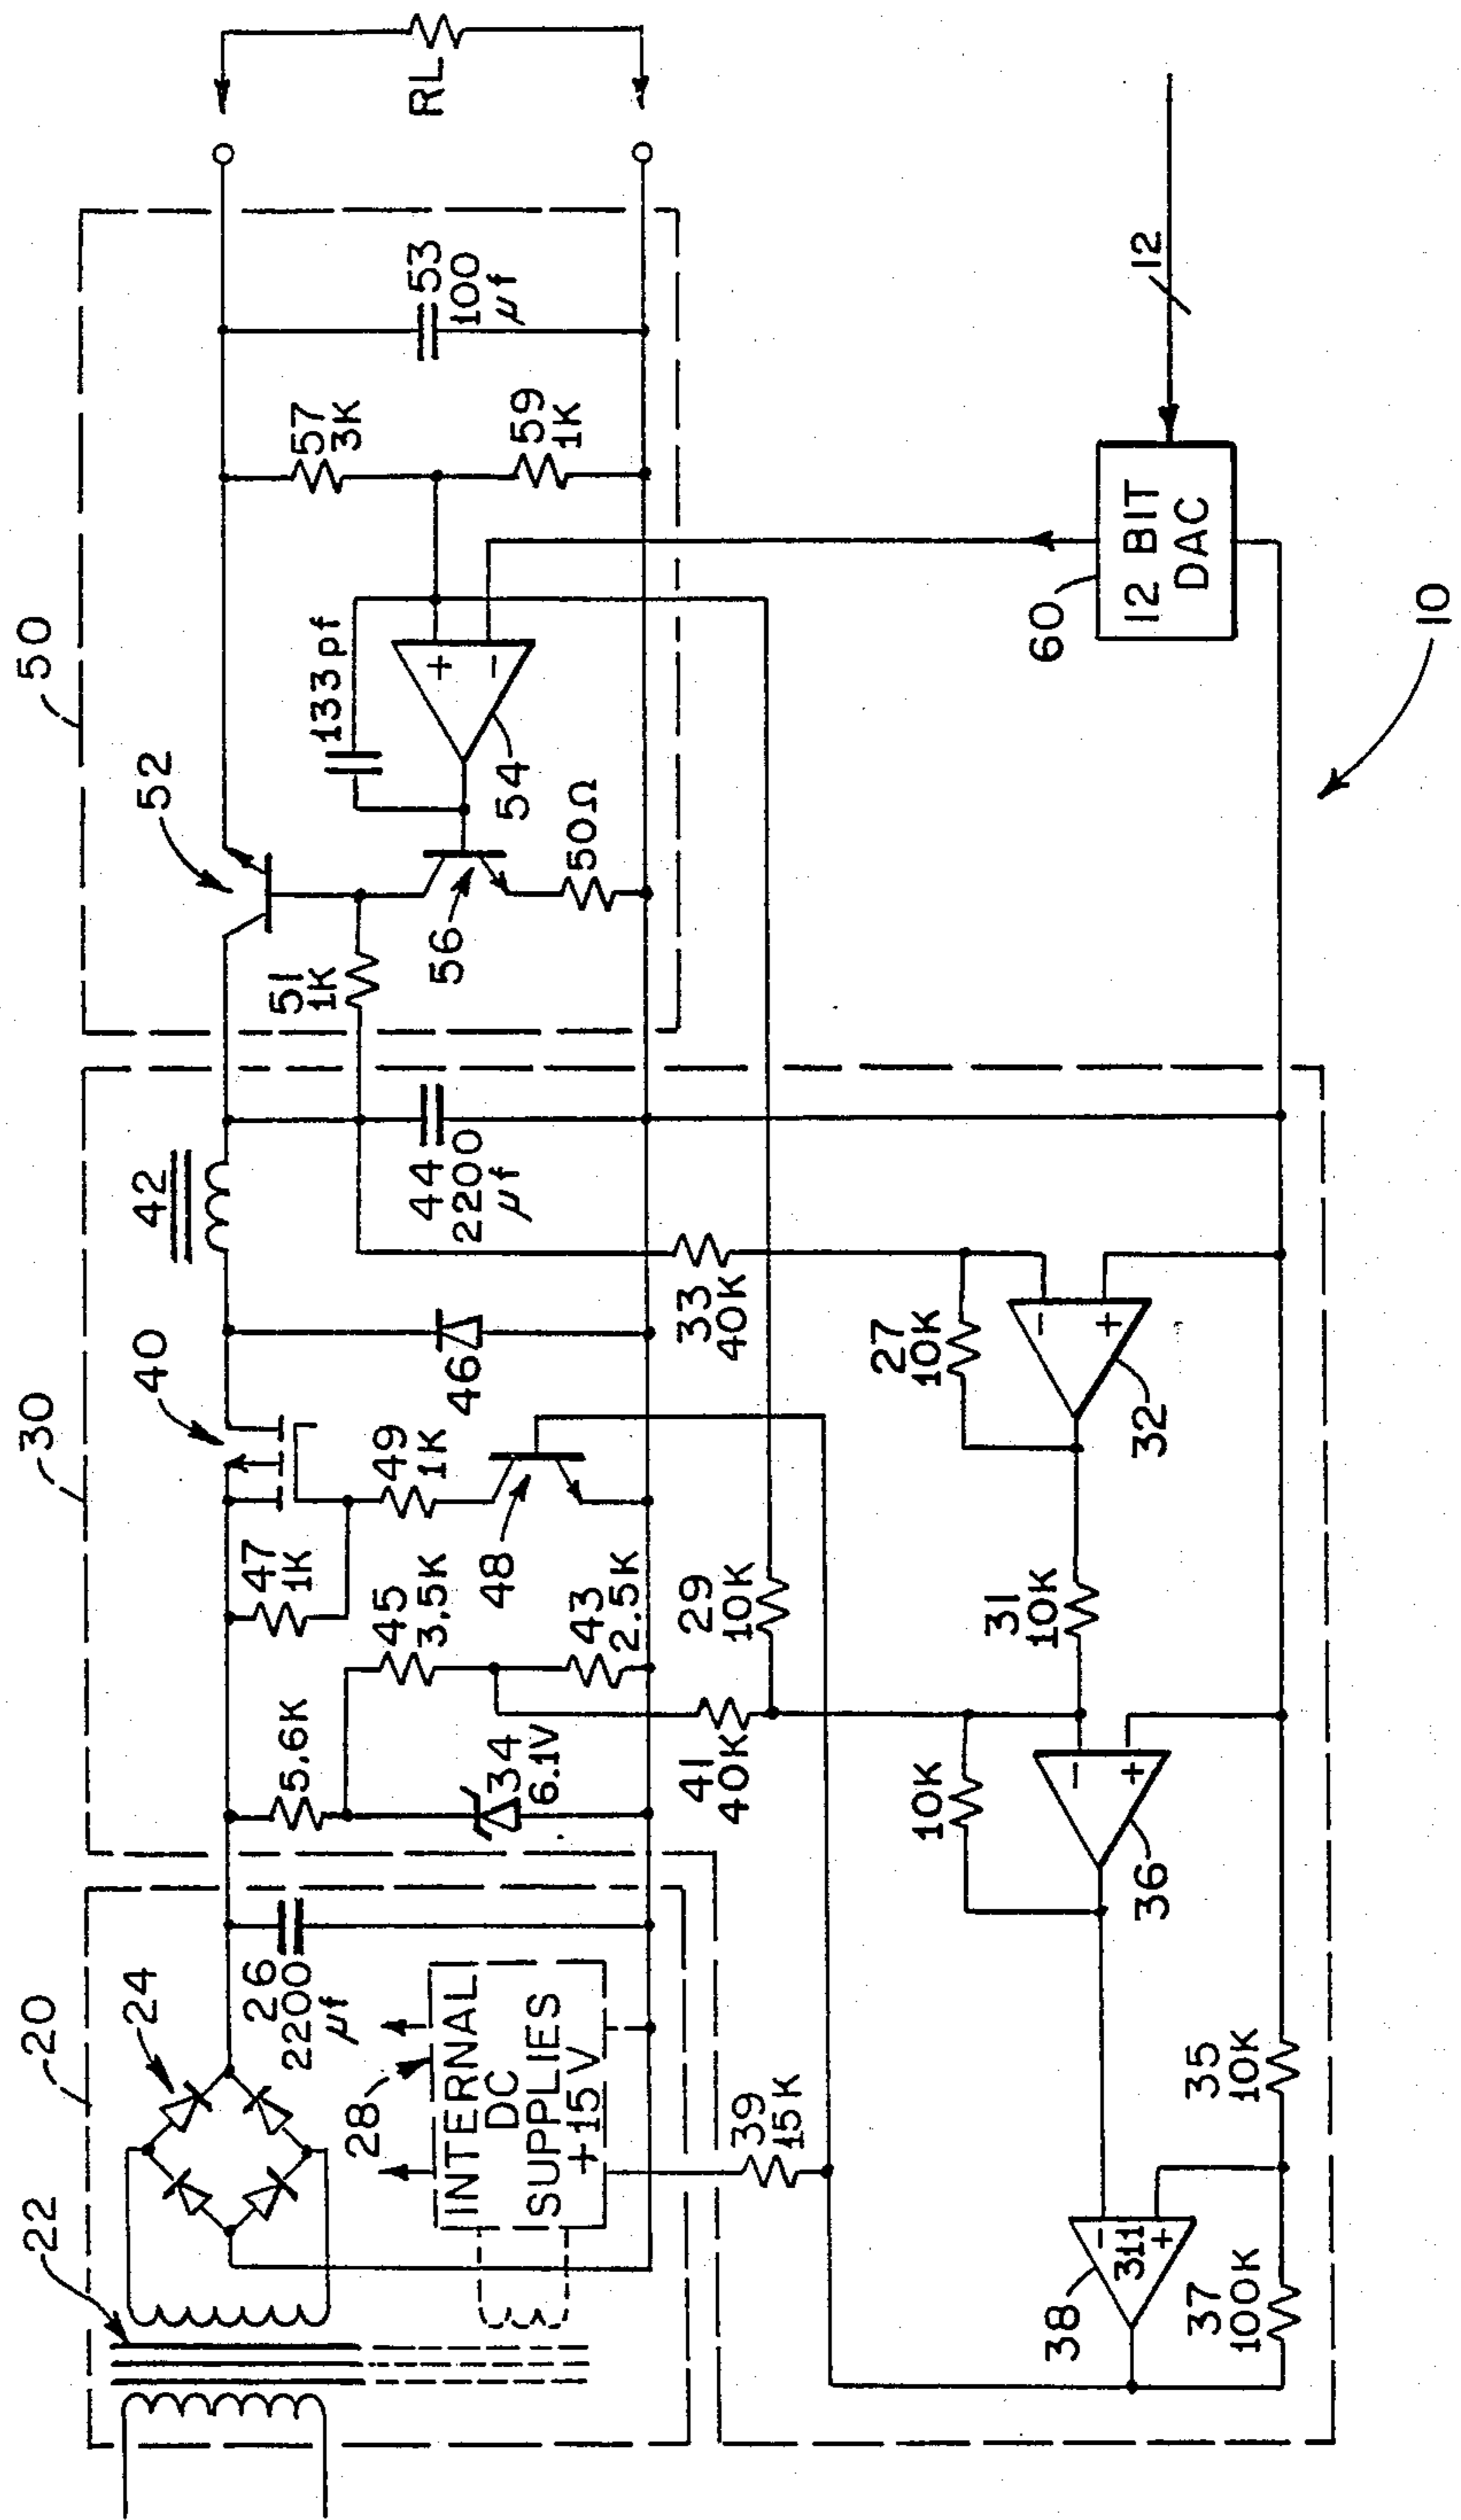 20
22
24
26
2200
µf
28
INTERNAL
DC
SUPPLIES
+15V
39
15K
30
40
42
5.6K
34
6.1V
45
3.5K
43
2.5K
47
1K
49
1K
48
46
44
2200
µf
41
40K
29
10K
33
40K
27
10K
-
+
32
31
10K
10K
-
+
36
35
10K
-
311
+
38
37
100K
50
52
51
1K
56
50Ω
133pf
+
-
54
57
3K
59
1K
53
100
µf
RL
60
12 BIT
DAC
12
10